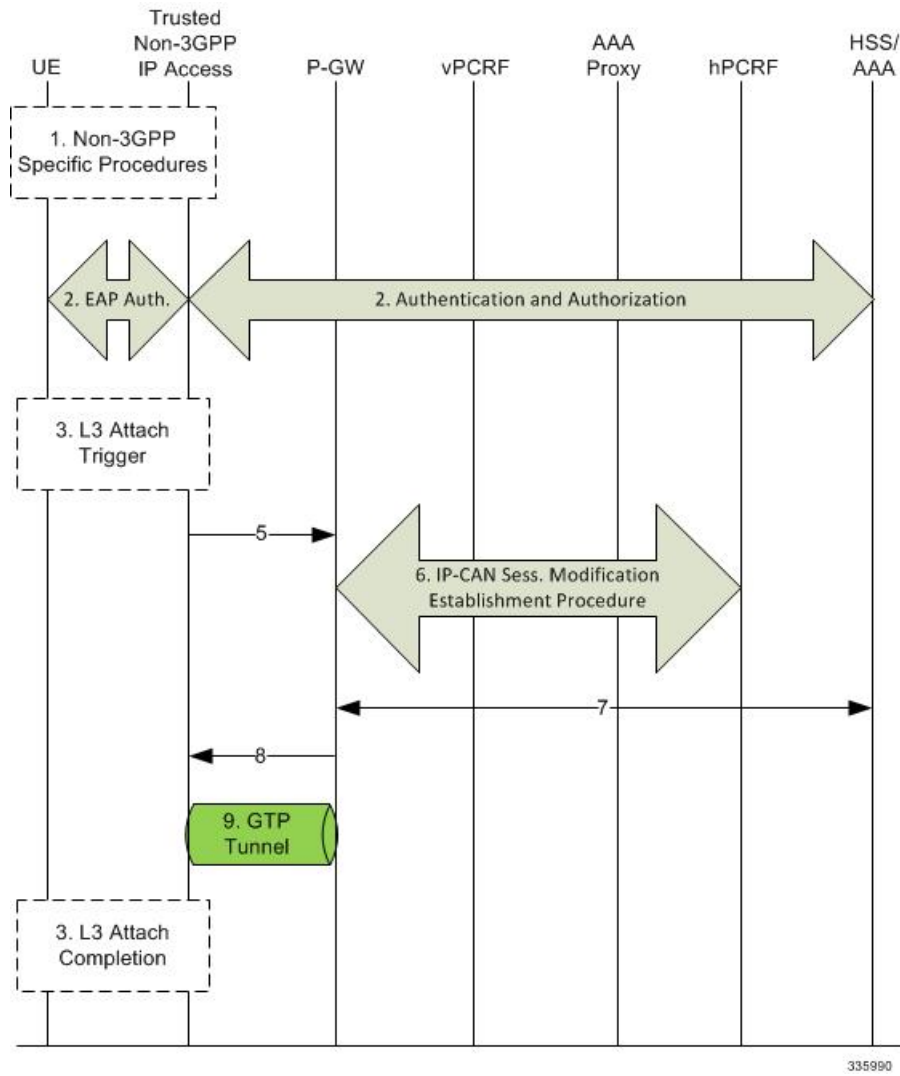 Trusted
Non-3GPP
IP Access
UE
P-GW
vPCRF
AAA
Proxy
hPCRF
HSS/
AAA
1. Non-3GPP
Specific Procedures
2. EAP Auth.
2. Authentication and Authorization
3. L3 Attach
Trigger
5
6. IP-CAN Sess. Modification
Establishment Procedure
7
8
9. GTP
Tunnel
3. L3 Attach
Completion
335990